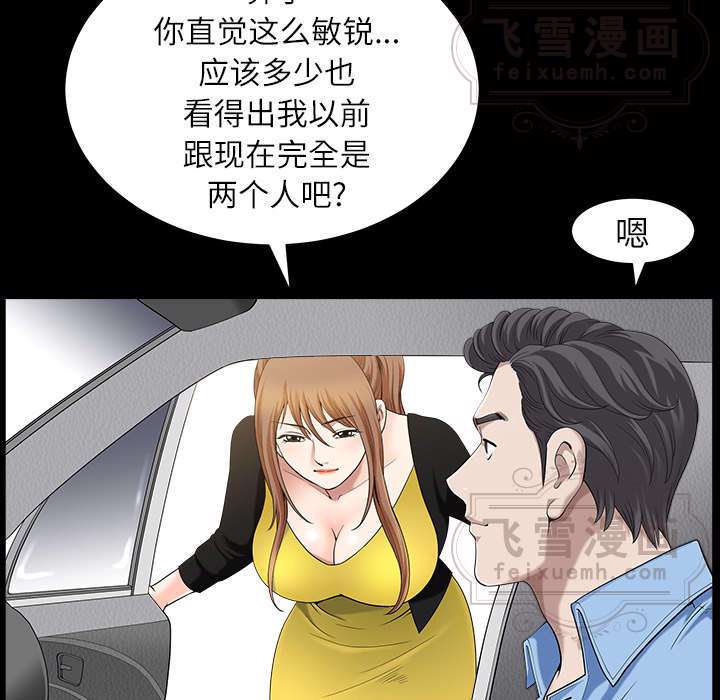 你直觉这么敏锐...
应该多少也
看得出我以前
跟现在完全是
两个人吧?
飞雪漫画
feixuemh.com
嗯
飞雪漫画
feixuemh.com